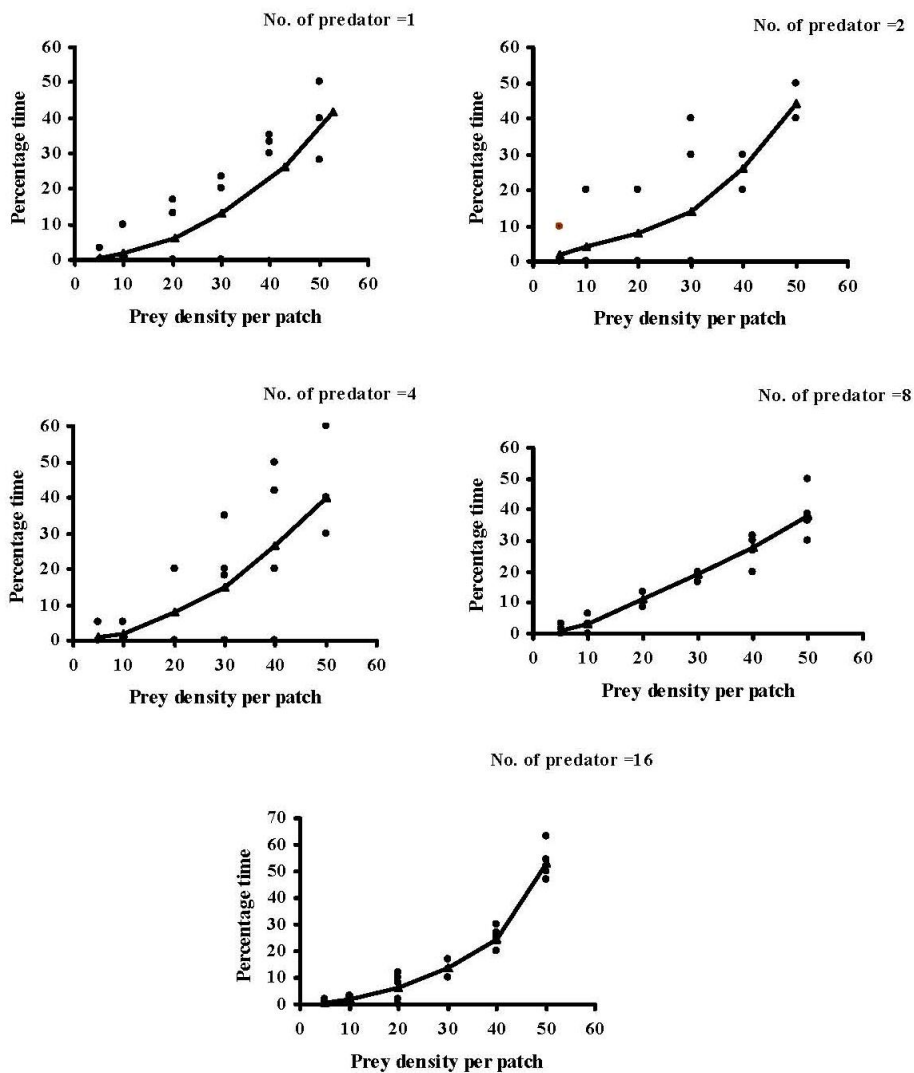 No. of predator =1
60
50
40
30
20
10
0
Percentage time
0 10 20 30 40 50 60
Prey density per patch
No. of predator =2
60
50
40
30
20
10
0
Percentage time
0 10 20 30 40 50 60
Prey density per patch
No. of predator =4
60
50
40
30
20
10
0
Percentage time
0 10 20 30 40 50 60
Prey density per patch
No. of predator =8
60
50
40
30
20
10
0
Percentage time
0 10 20 30 40 50 60
Prey density per patch
No. of predator =16
70
60
50
40
30
20
10
0
Percentage time
0 10 20 30 40 50 60
Prey density per patch